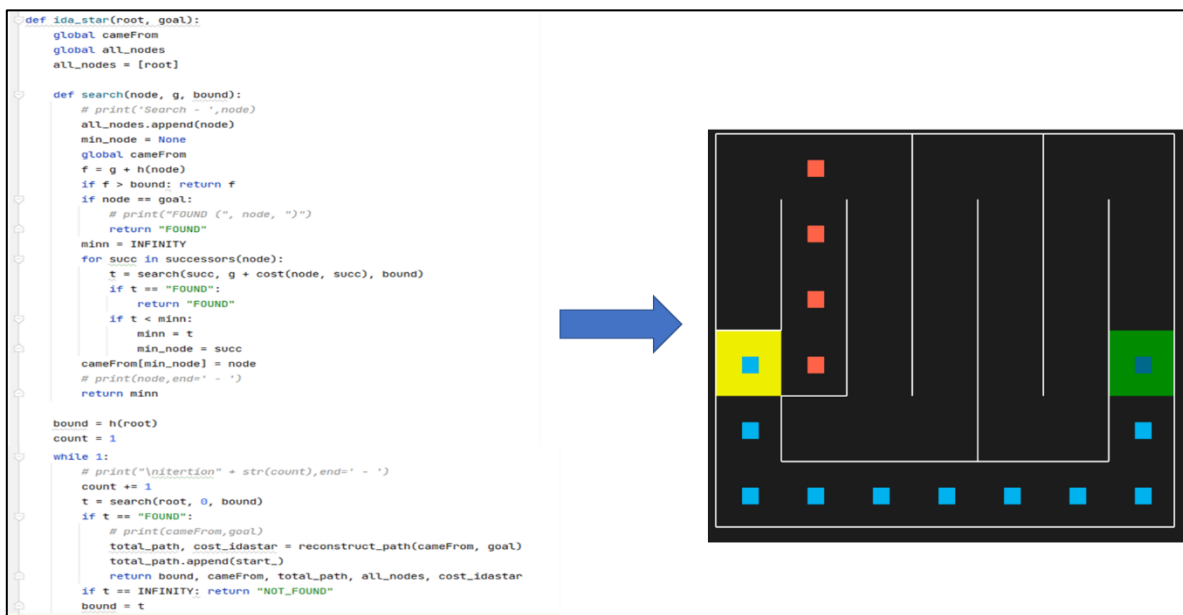 def ida_star(root, goal):
    global cameFrom
    global all_nodes
    all_nodes = [root]
    def search(node, g, bound):
        # print('Search - ',node)
        all_nodes.append(node)
        min_node = None
        global cameFrom
        f = g + h(node)
        if f > bound: return f
        if node == goal:
            # print("FOUND (", node, ")")
            return "FOUND"
        minn = INFINITY
        for succ in successors(node):
            t = search(succ, g + cost(node, succ), bound)
            if t == "FOUND":
                return "FOUND"
            if t < minn:
                minn = t
                min_node = succ
        cameFrom[min_node] = node
        # print(node,end=' - ')
        return minn
    bound = h(root)
    count = 1
    while 1:
        # print("\nitertion" + str(count),end=' - ')
        count += 1
        t = search(root, 0, bound)
        if t == "FOUND":
            # print(cameFrom,goal)
            total_path, cost_idastar = reconstruct_path(cameFrom, goal)
            total_path.append(start_)
            return bound, cameFrom, total_path, all_nodes, cost_idastar
        if t == INFINITY: return "NOT_FOUND"
        bound = t